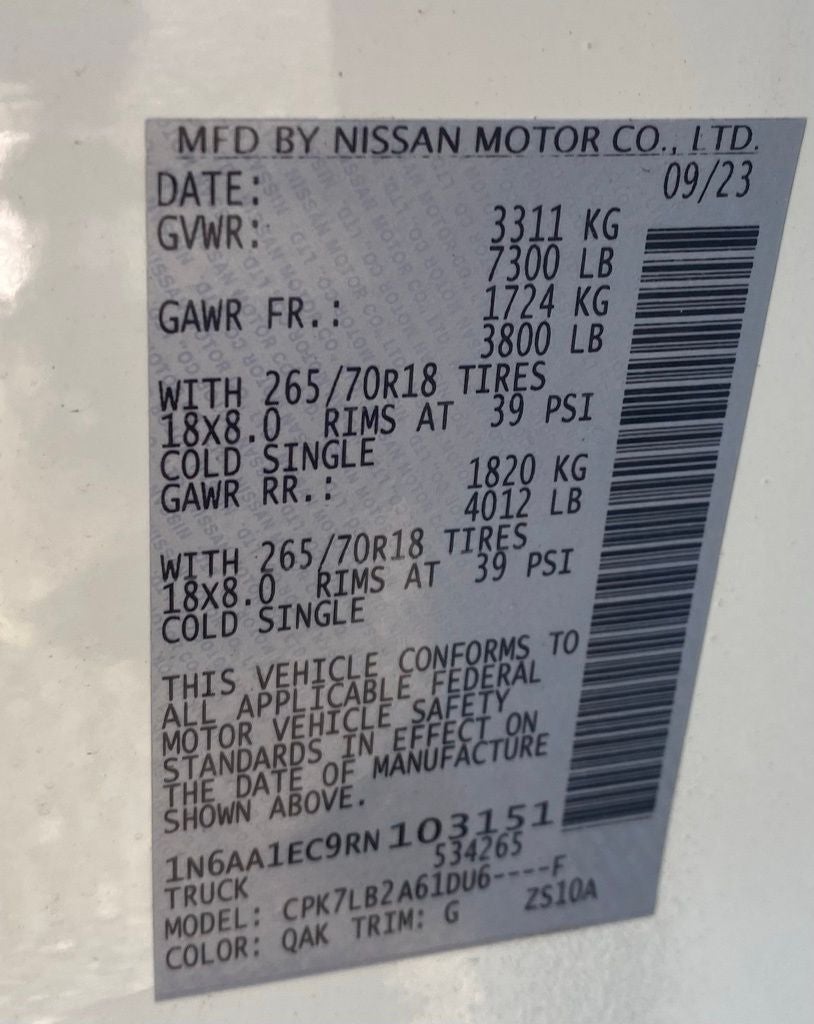 MFD BY NISSAN MOTOR CO., LTD.
DATE: 09/23
GVWR: 3311 KG
7300 LB
GAWR FR.: 1724 KG
3800 LB
WITH 265/70R18 TIRES
18X8.0 RIMS AT 39 PSI
COLD SINGLE
GAWR RR.: 1820 KG
4012 LB
WITH 265/70R18 TIRES
18X8.0 RIMS AT 39 PSI
COLD SINGLE
THIS VEHICLE CONFORMS TO
ALL APPLICABLE FEDERAL
MOTOR VEHICLE SAFETY
STANDARDS IN EFFECT ON
THE DATE OF MANUFACTURE
SHOWN ABOVE.
1N6AA1EC9RN103151
TRUCK 534265
MODEL: CPK7LB2A61DU6----F
COLOR: QAK TRIM: G ZS10A